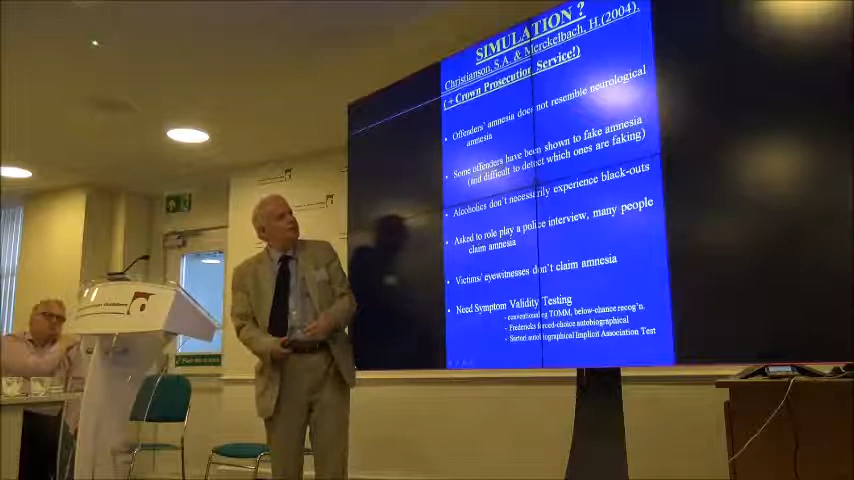 SIMULATION ?
Christianson, S.A. & Merckelbach, H.(2004).
( + Crown Prosecution Service!)
• Offenders' amnesia does not resemble neurological
amnesia
• Some offenders have been shown to fake amnesia
(and difficult to detect which ones are faking)
• Alcoholics don't necessarily experience black-outs
• Asked to role play a police interview, many people
claim amnesia
• Victims/ eyewitnesses don't claim amnesia
• Need Symptom Validity Testing
- conventional eg TOMM, below-chance recog'n
- Fredericks forced-choice autobiographical
- Sartori autobiographical Implicit Association Test